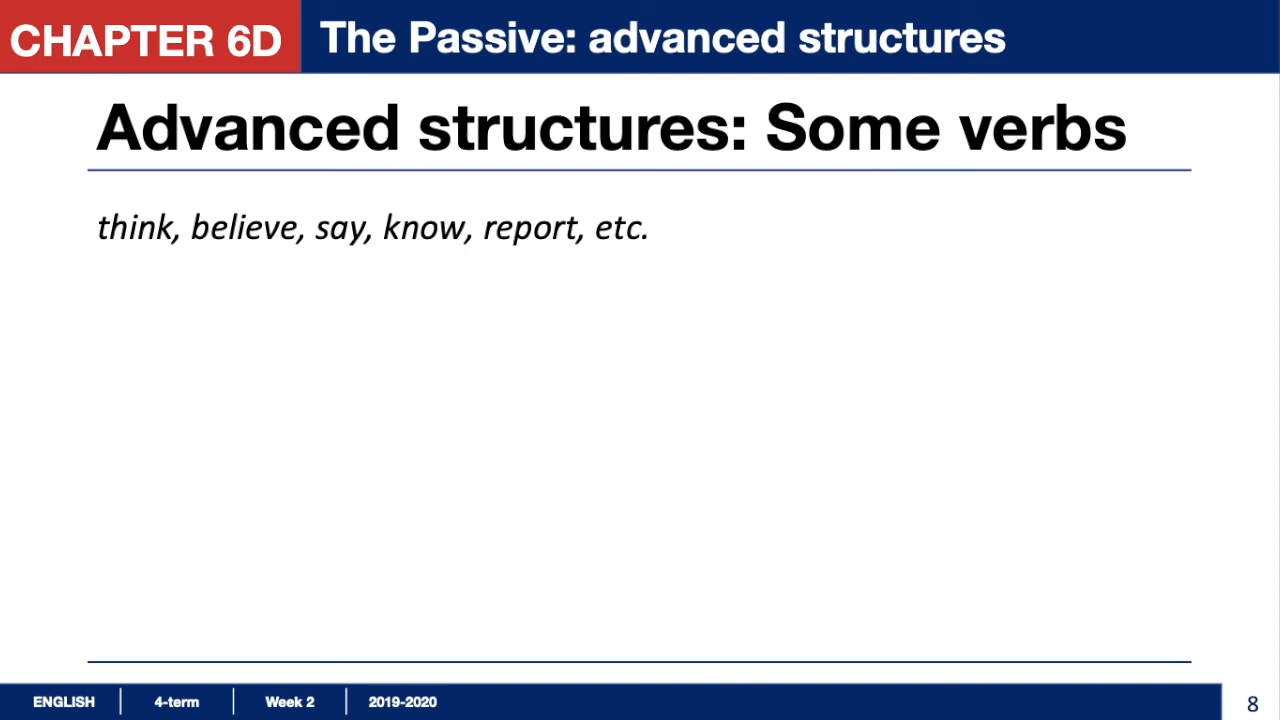 CHAPTER 6D
The Passive: advanced structures
Advanced structures: Some verbs
think, believe, say, know, report, etc.
ENGLISH
4-term
Week 2
2019-2020
8